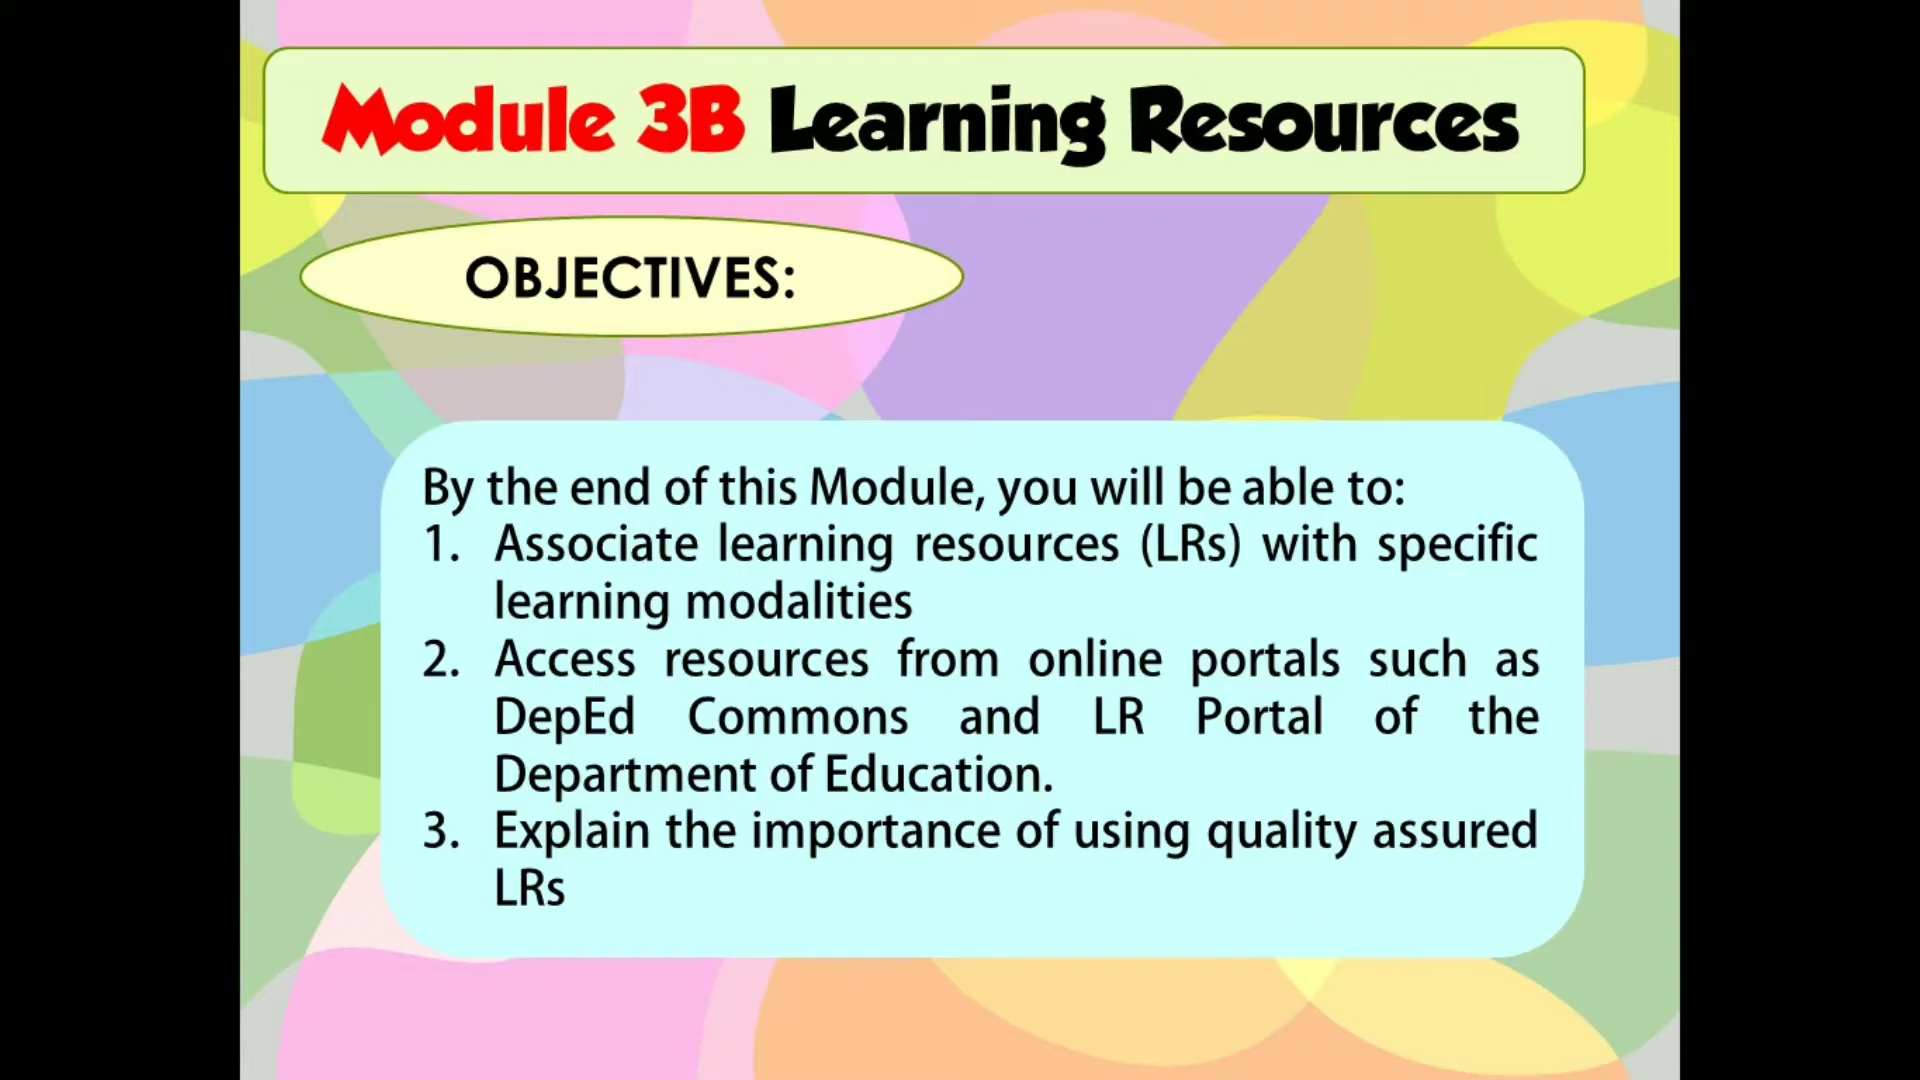 Module 3B Learning Resources
OBJECTIVES:
By the end of this Module, you will be able to:
1. Associate learning resources (LRs) with specific
learning modalities
2. Access resources from online portals such as
DepEd Commons and LR Portal of the
Department of Education.
3. Explain the importance of using quality assured
LRs